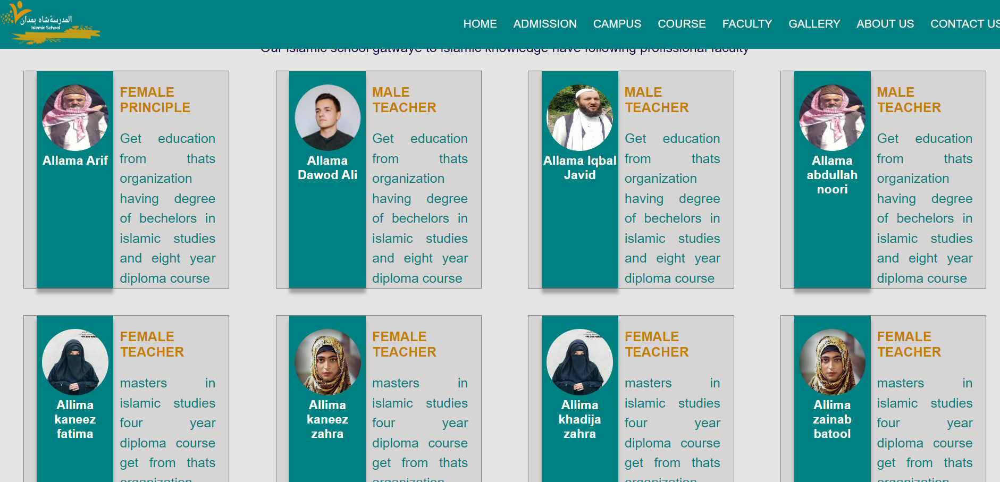 المدرسة شاه ہمدان
Islamic School
HOME ADMISSION CAMPUS COURSE FACULTY GALLERY ABOUT US CONTACT US
Our islamic school gatwaye to islamic knowledge have following profissional faculty
Allama Arif
FEMALE
PRINCIPLE
Get education
from thats
organization
having degree
of bechelors in
islamic studies
and eight year
diploma course
Allama
Dawod Ali
MALE
TEACHER
Get education
from thats
organization
having degree
of bechelors in
islamic studies
and eight year
diploma course
Allama Iqbal
Javid
MALE
TEACHER
Get education
from thats
organization
having degree
of bechelors in
islamic studies
and eight year
diploma course
Allama
abdullah
noori
MALE
TEACHER
Get education
from thats
organization
having degree
of bechelors in
islamic studies
and eight year
diploma course
Allima
kaneez
fatima
FEMALE
TEACHER
masters in
islamic studies
four year
diploma course
get from thats
organization
Allima
kaneez
zahra
FEMALE
TEACHER
masters in
islamic studies
four year
diploma course
get from thats
organization
Allima
khadija
zahra
FEMALE
TEACHER
masters in
islamic studies
four year
diploma course
get from thats
organization
Allima
zainab
batool
FEMALE
TEACHER
masters in
islamic studies
four year
diploma course
get from thats
organization